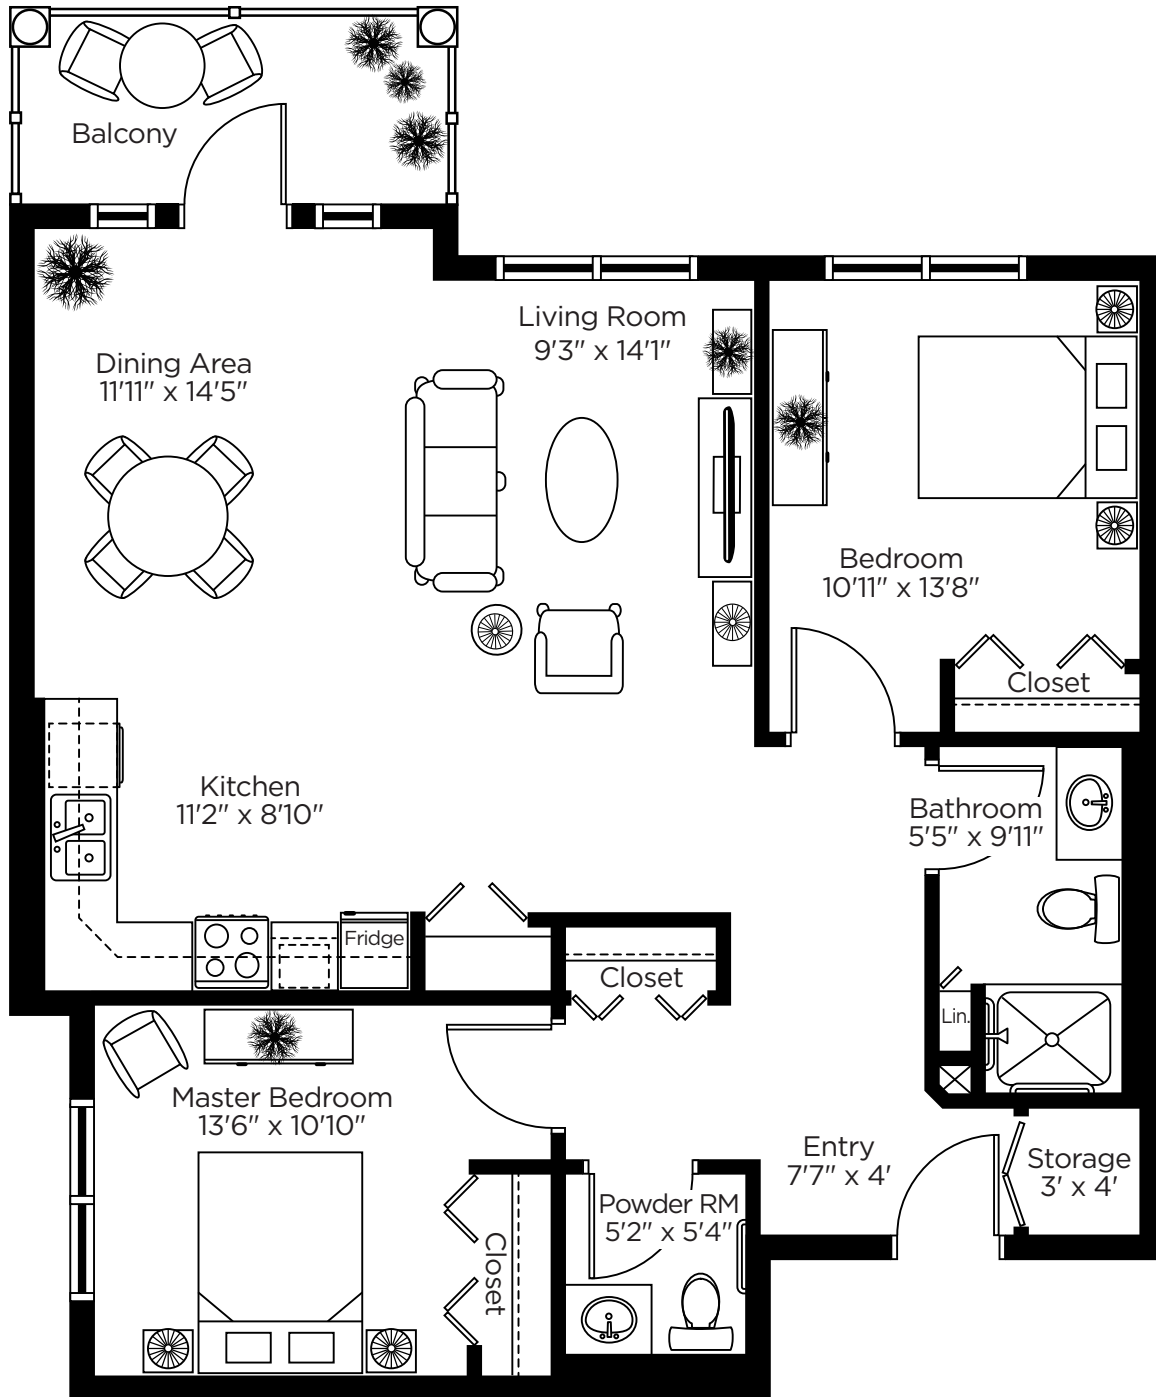 Balcony
Living Room
9'3" x 14'1"
Dining Area
11'11" x 14'5"
Bedroom
10'11" x 13'8"
Closet
Kitchen
11'2" x 8'10"
Bathroom
5'5" x 9'11"
Fridge
Closet
Lin.
Master Bedroom
13'6" x 10'10"
Entry
7'7" x 4'
Storage
3' x 4'
Powder RM
5'2" x 5'4"
Closet